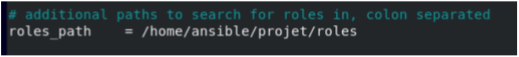 # additional paths to search for roles in, colon separated
roles_path    = /home/ansible/projet/roles